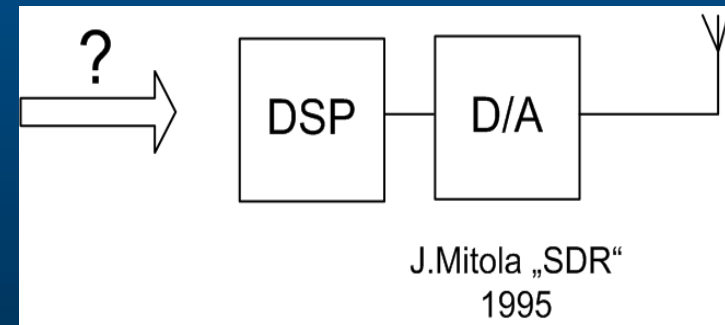 ?
DSP
D/A
J.Mitola „SDR“
1995